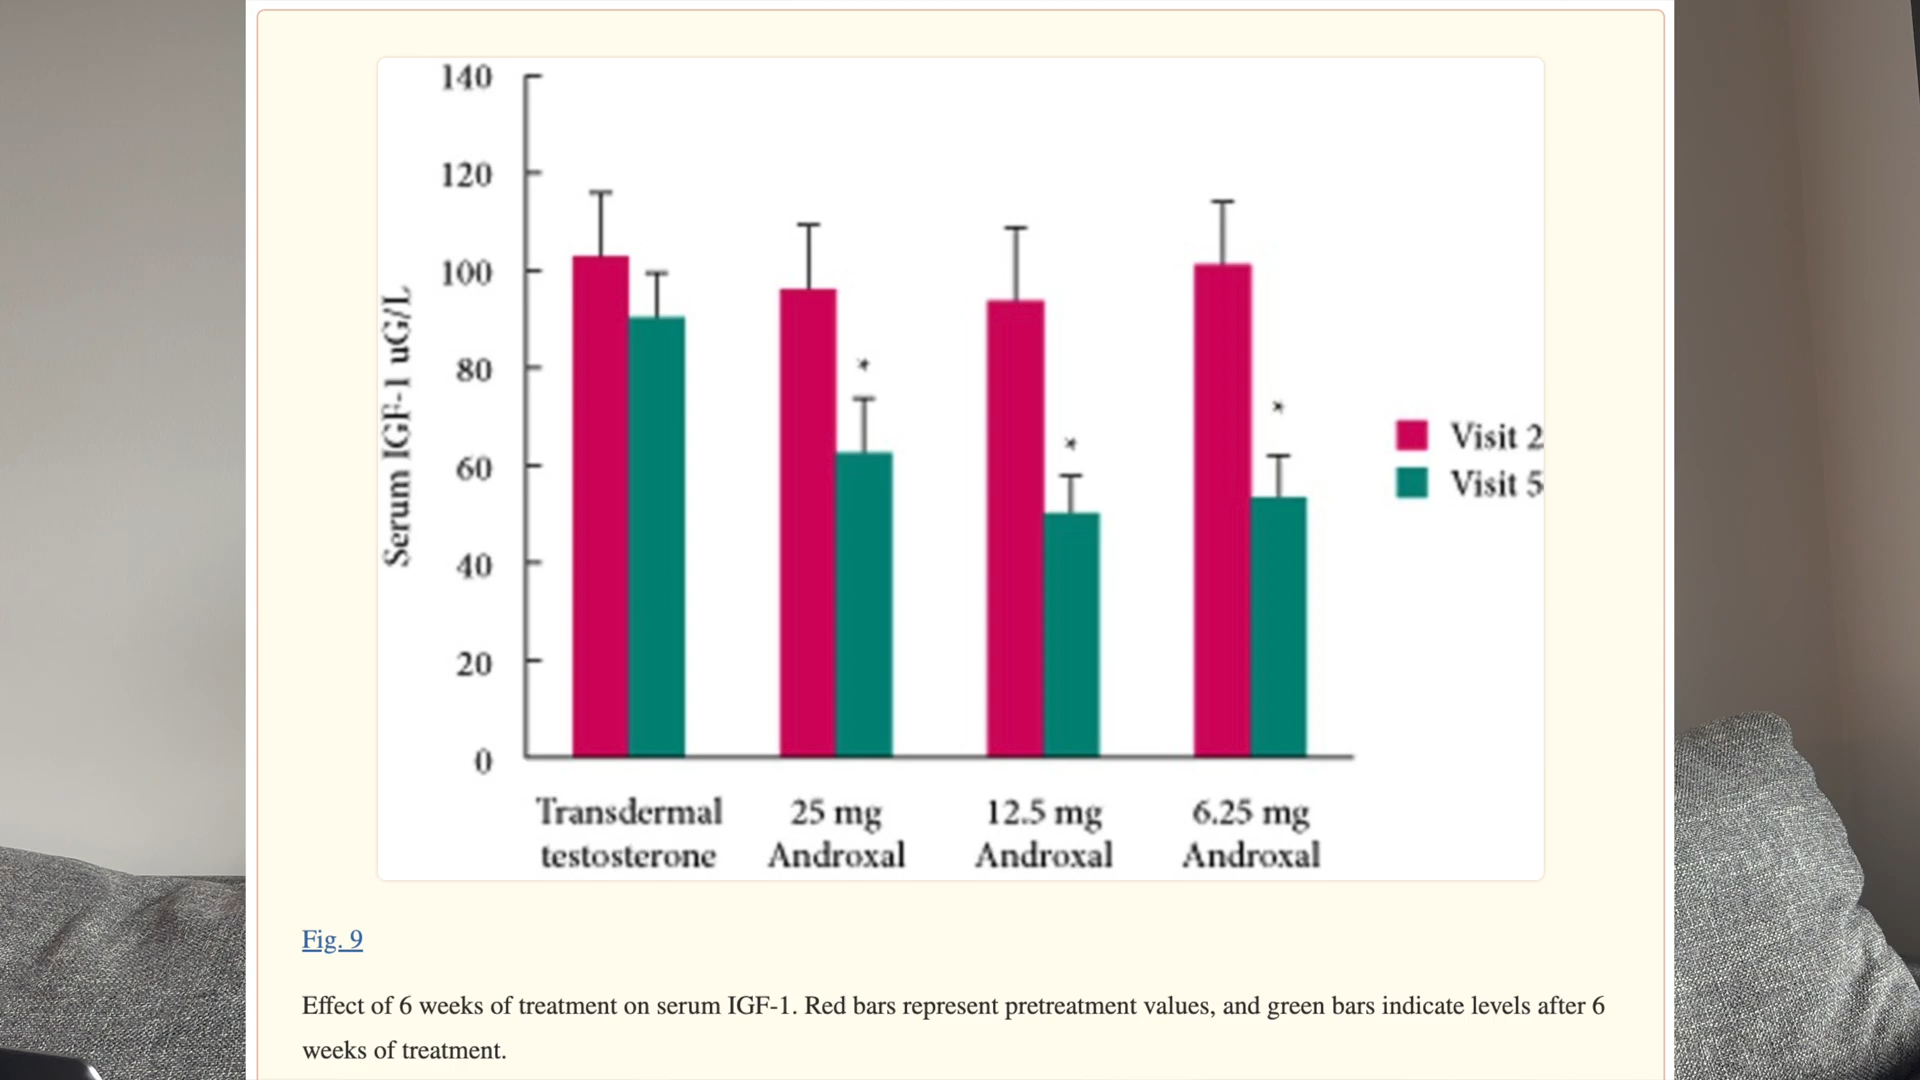 140
120
100
80
60
40
20
0
Serum IGF-1 uG/L
*
*
*
Visit 2
Visit 5
Transdermal
testosterone
25 mg
Androxal
12.5 mg
Androxal
6.25 mg
Androxal
Fig. 9
Effect of 6 weeks of treatment on serum IGF-1. Red bars represent pretreatment values, and green bars indicate levels after 6
weeks of treatment.